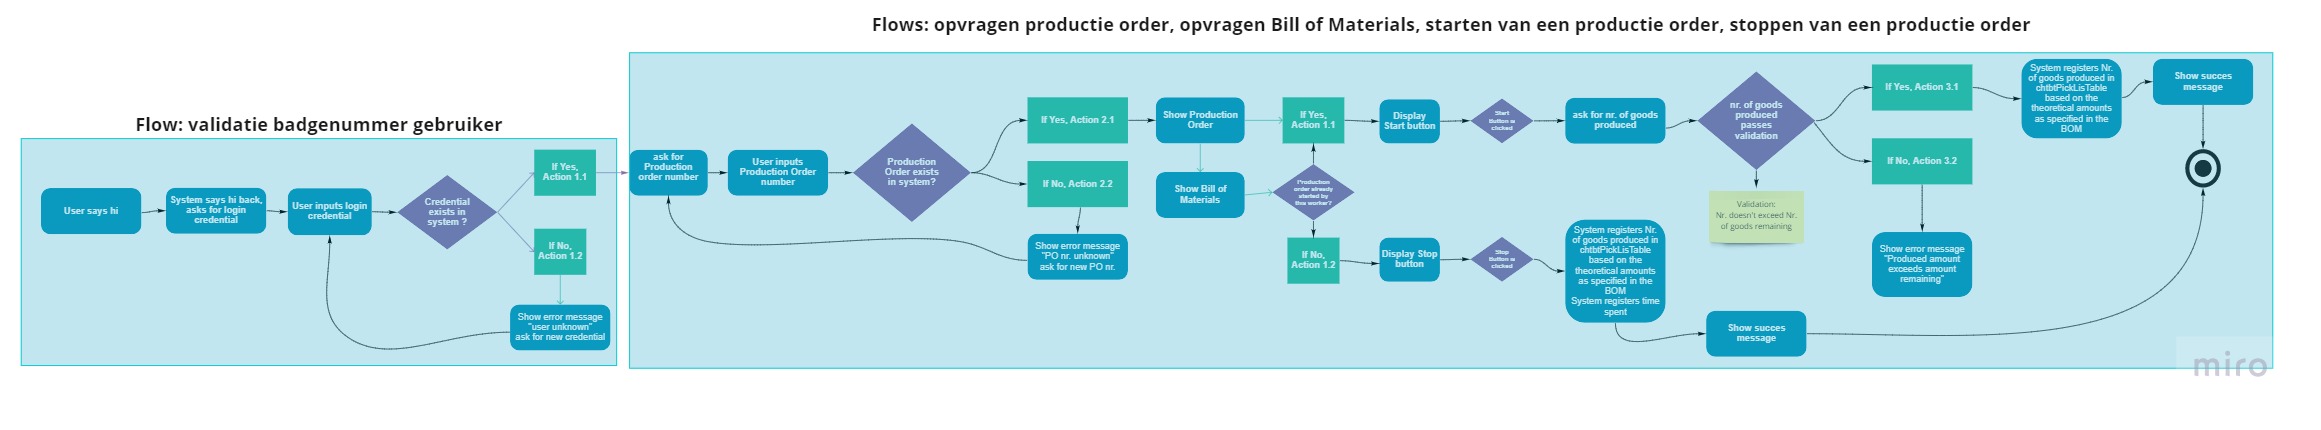 Flows: opvragen productie order, opvragen Bill of Materials, starten van een productie order, stoppen van een productie order
Flow: validatie badgenummer gebruiker
User says hi
System says hi back,
asks for login
credential
User inputs login
credential
Credential
exists in
system ?
If Yes,
Action 1.1
If No,
Action 1.2
Show error message
"user unknown"
ask for new credential
ask for
Production
order number
User inputs
Production Order
number
Production
Order exists
in system?
If Yes, Action 2.1
If No, Action 2.2
Show error message
"PO nr. unknown"
ask for new PO nr.
Show Production
Order
Show Bill of
Materials
If Yes,
Action 1.1
Production
order already
started by
this worker?
If No,
Action 1.2
Display
Start button
Start
Button is
clicked
ask for nr. of goods
produced
nr. of goods
produced
passes
validation
Validation:
Nr. doesn't exceed Nr.
of goods remaining
If Yes, Action 3.1
If No, Action 3.2
Show error message
"Produced amount
exceeds amount
remaining"
System registers Nr.
of goods produced in
chtbtPickLisTable
based on the
theoretical amounts
as specified in the
BOM
Show succes
message
Display Stop
button
Stop
Button is
clicked
System registers Nr.
of goods produced in
chtbtPickLisTable
based on the
theoretical amounts
as specified in the
BOM
System registers time
spent
Show succes
message
miro